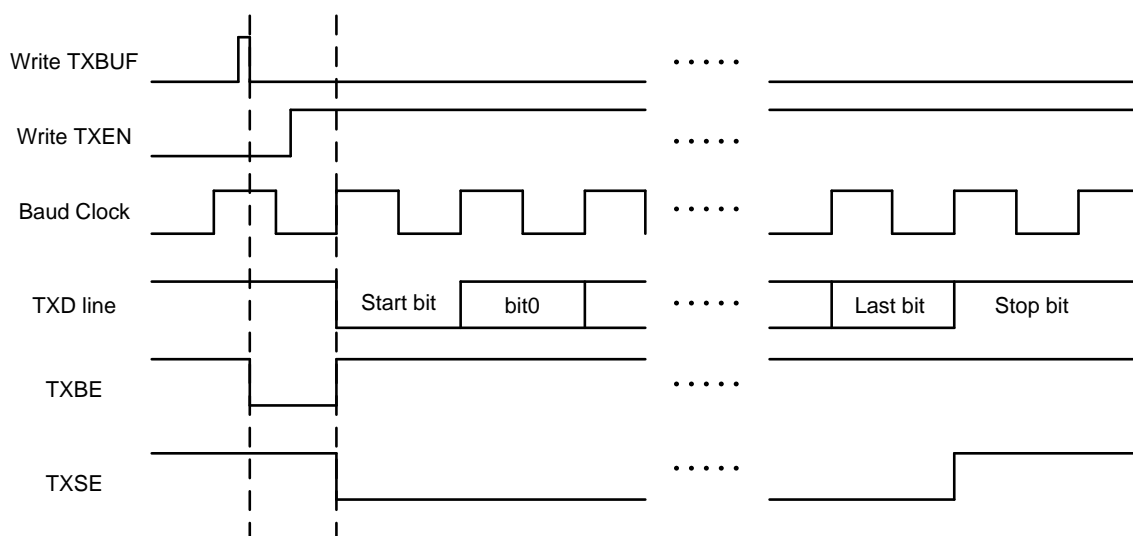 Write TXBUF
Write TXEN
Baud Clock
TXD line
Start bit
bit0
Last bit
Stop bit
TXBE
TXSE